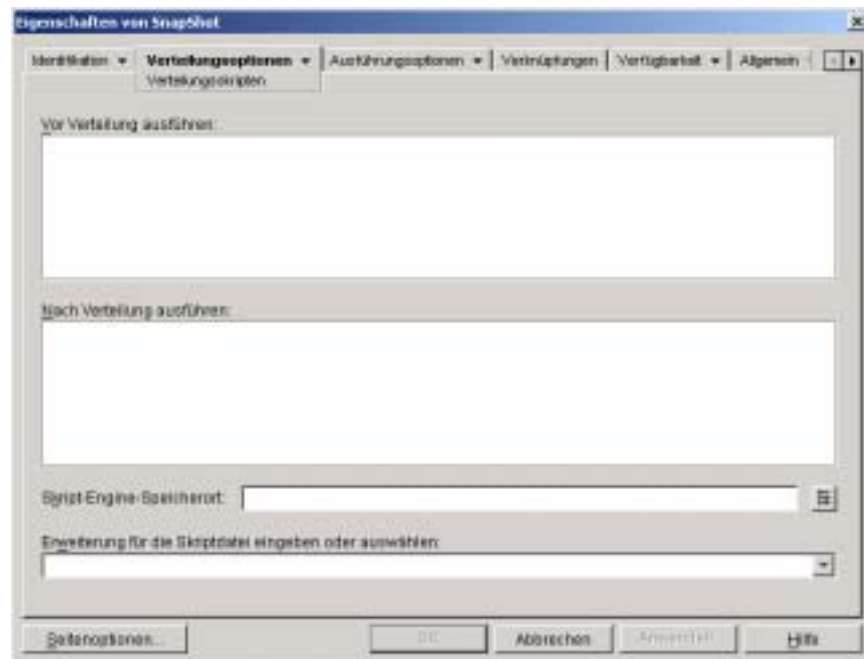 Eigenschaften von SnapShot
Identifikation
Verteilungsoptionen
Ausführungsoptionen
Verknüpfungen
Verfügbarkeit
Allgemein
Verteilungsskripten
Vor Verteilung ausführen:
Nach Verteilung ausführen:
Skript-Engine-Speicherort:
Erweiterung für die Skriptdatei eingeben oder auswählen:
Seitenoptionen...
OK
Abbrechen
Anwenden
Hilfe